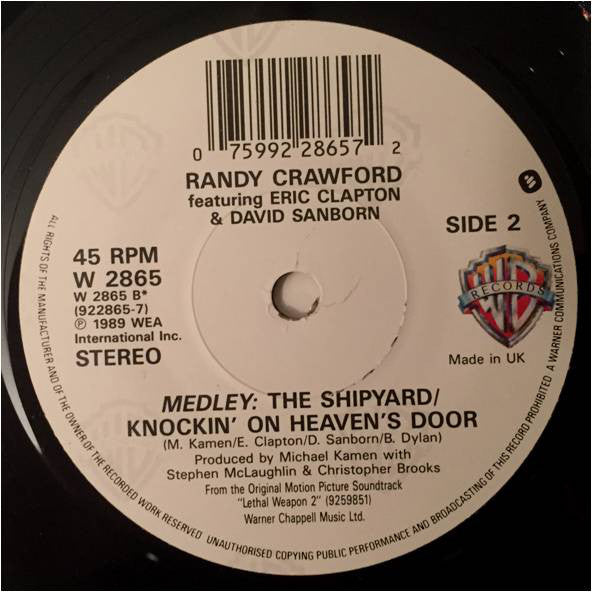 0 75992 28657 2
RANDY CRAWFORD
featuring ERIC CLAPTON
& DAVID SANBORN
SIDE 2
45 RPM
W 2865
W 2865 B*
(922865-7)
℗ 1989 WEA
International Inc.
STEREO
RECORDS
Made in UK
MEDLEY: THE SHIPYARD/
KNOCKIN' ON HEAVEN'S DOOR
(M. Kamen/E. Clapton/D. Sanborn/B. Dylan)
Produced by Michael Kamen with
Stephen McLaughlin & Christopher Brooks
From the Original Motion Picture Soundtrack
"Lethal Weapon 2" (9259851)
Warner Chappell Music Ltd.
ALL RIGHTS OF THE MANUFACTURER AND OF THE OWNER OF THE RECORDED WORK RESERVED UNAUTHORISED COPYING PUBLIC PERFORMANCE AND BROADCASTING OF THIS RECORD PROHIBITED A WARNER COMMUNICATIONS COMPANY